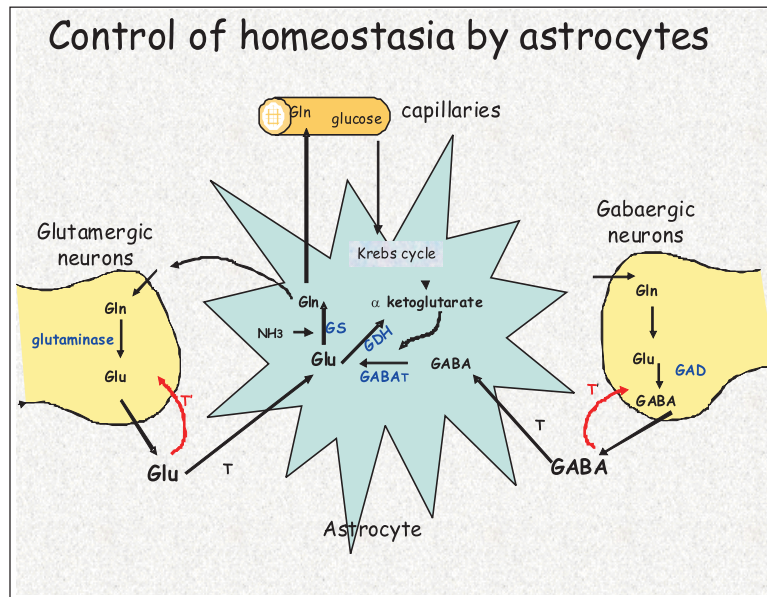 Control of homeostasia by astrocytes
Gln
glucose
capillaries
Glutamergic
neurons
Gabaergic
neurons
Krebs cycle
Gln
glutaminase
Glu
Gln
α ketoglutarate
NH3
GS
GDH
Glu
GABAT
GABA
Gln
Glu
GAD
GABA
T
T
T
T
Glu
GABA
Astrocyte